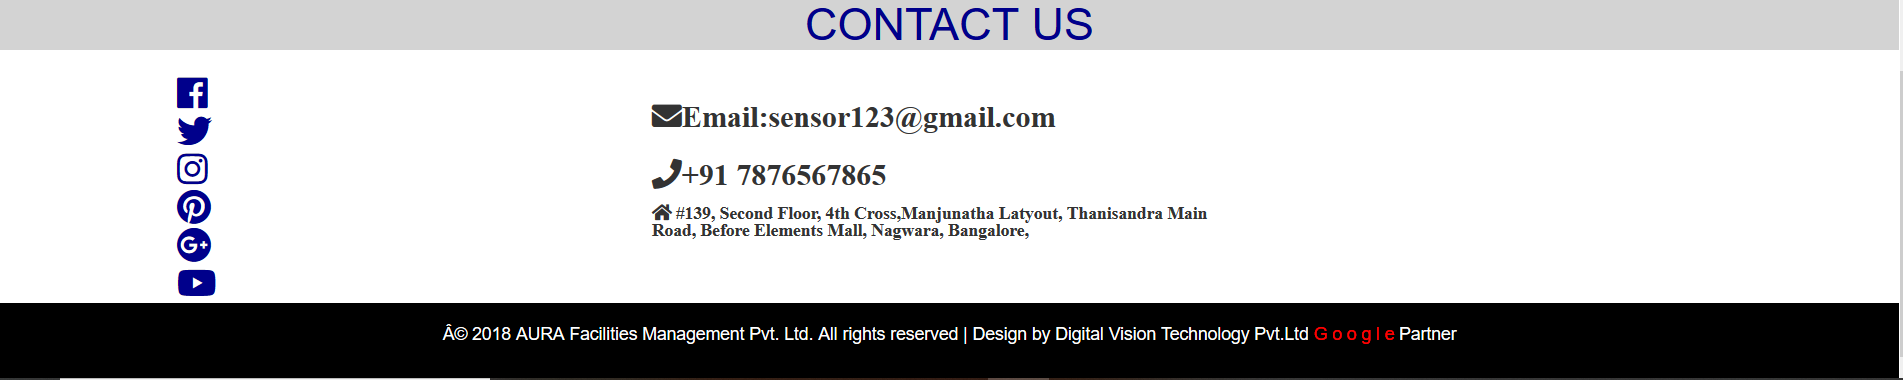 CONTACT US
Email:sensor123@gmail.com
+91 7876567865
#139, Second Floor, 4th Cross,Manjunatha Latyout, Thanisandra Main
Road, Before Elements Mall, Nagwara, Bangalore,
Â© 2018 AURA Facilities Management Pvt. Ltd. All rights reserved | Design by Digital Vision Technology Pvt.Ltd G o o g l e Partner